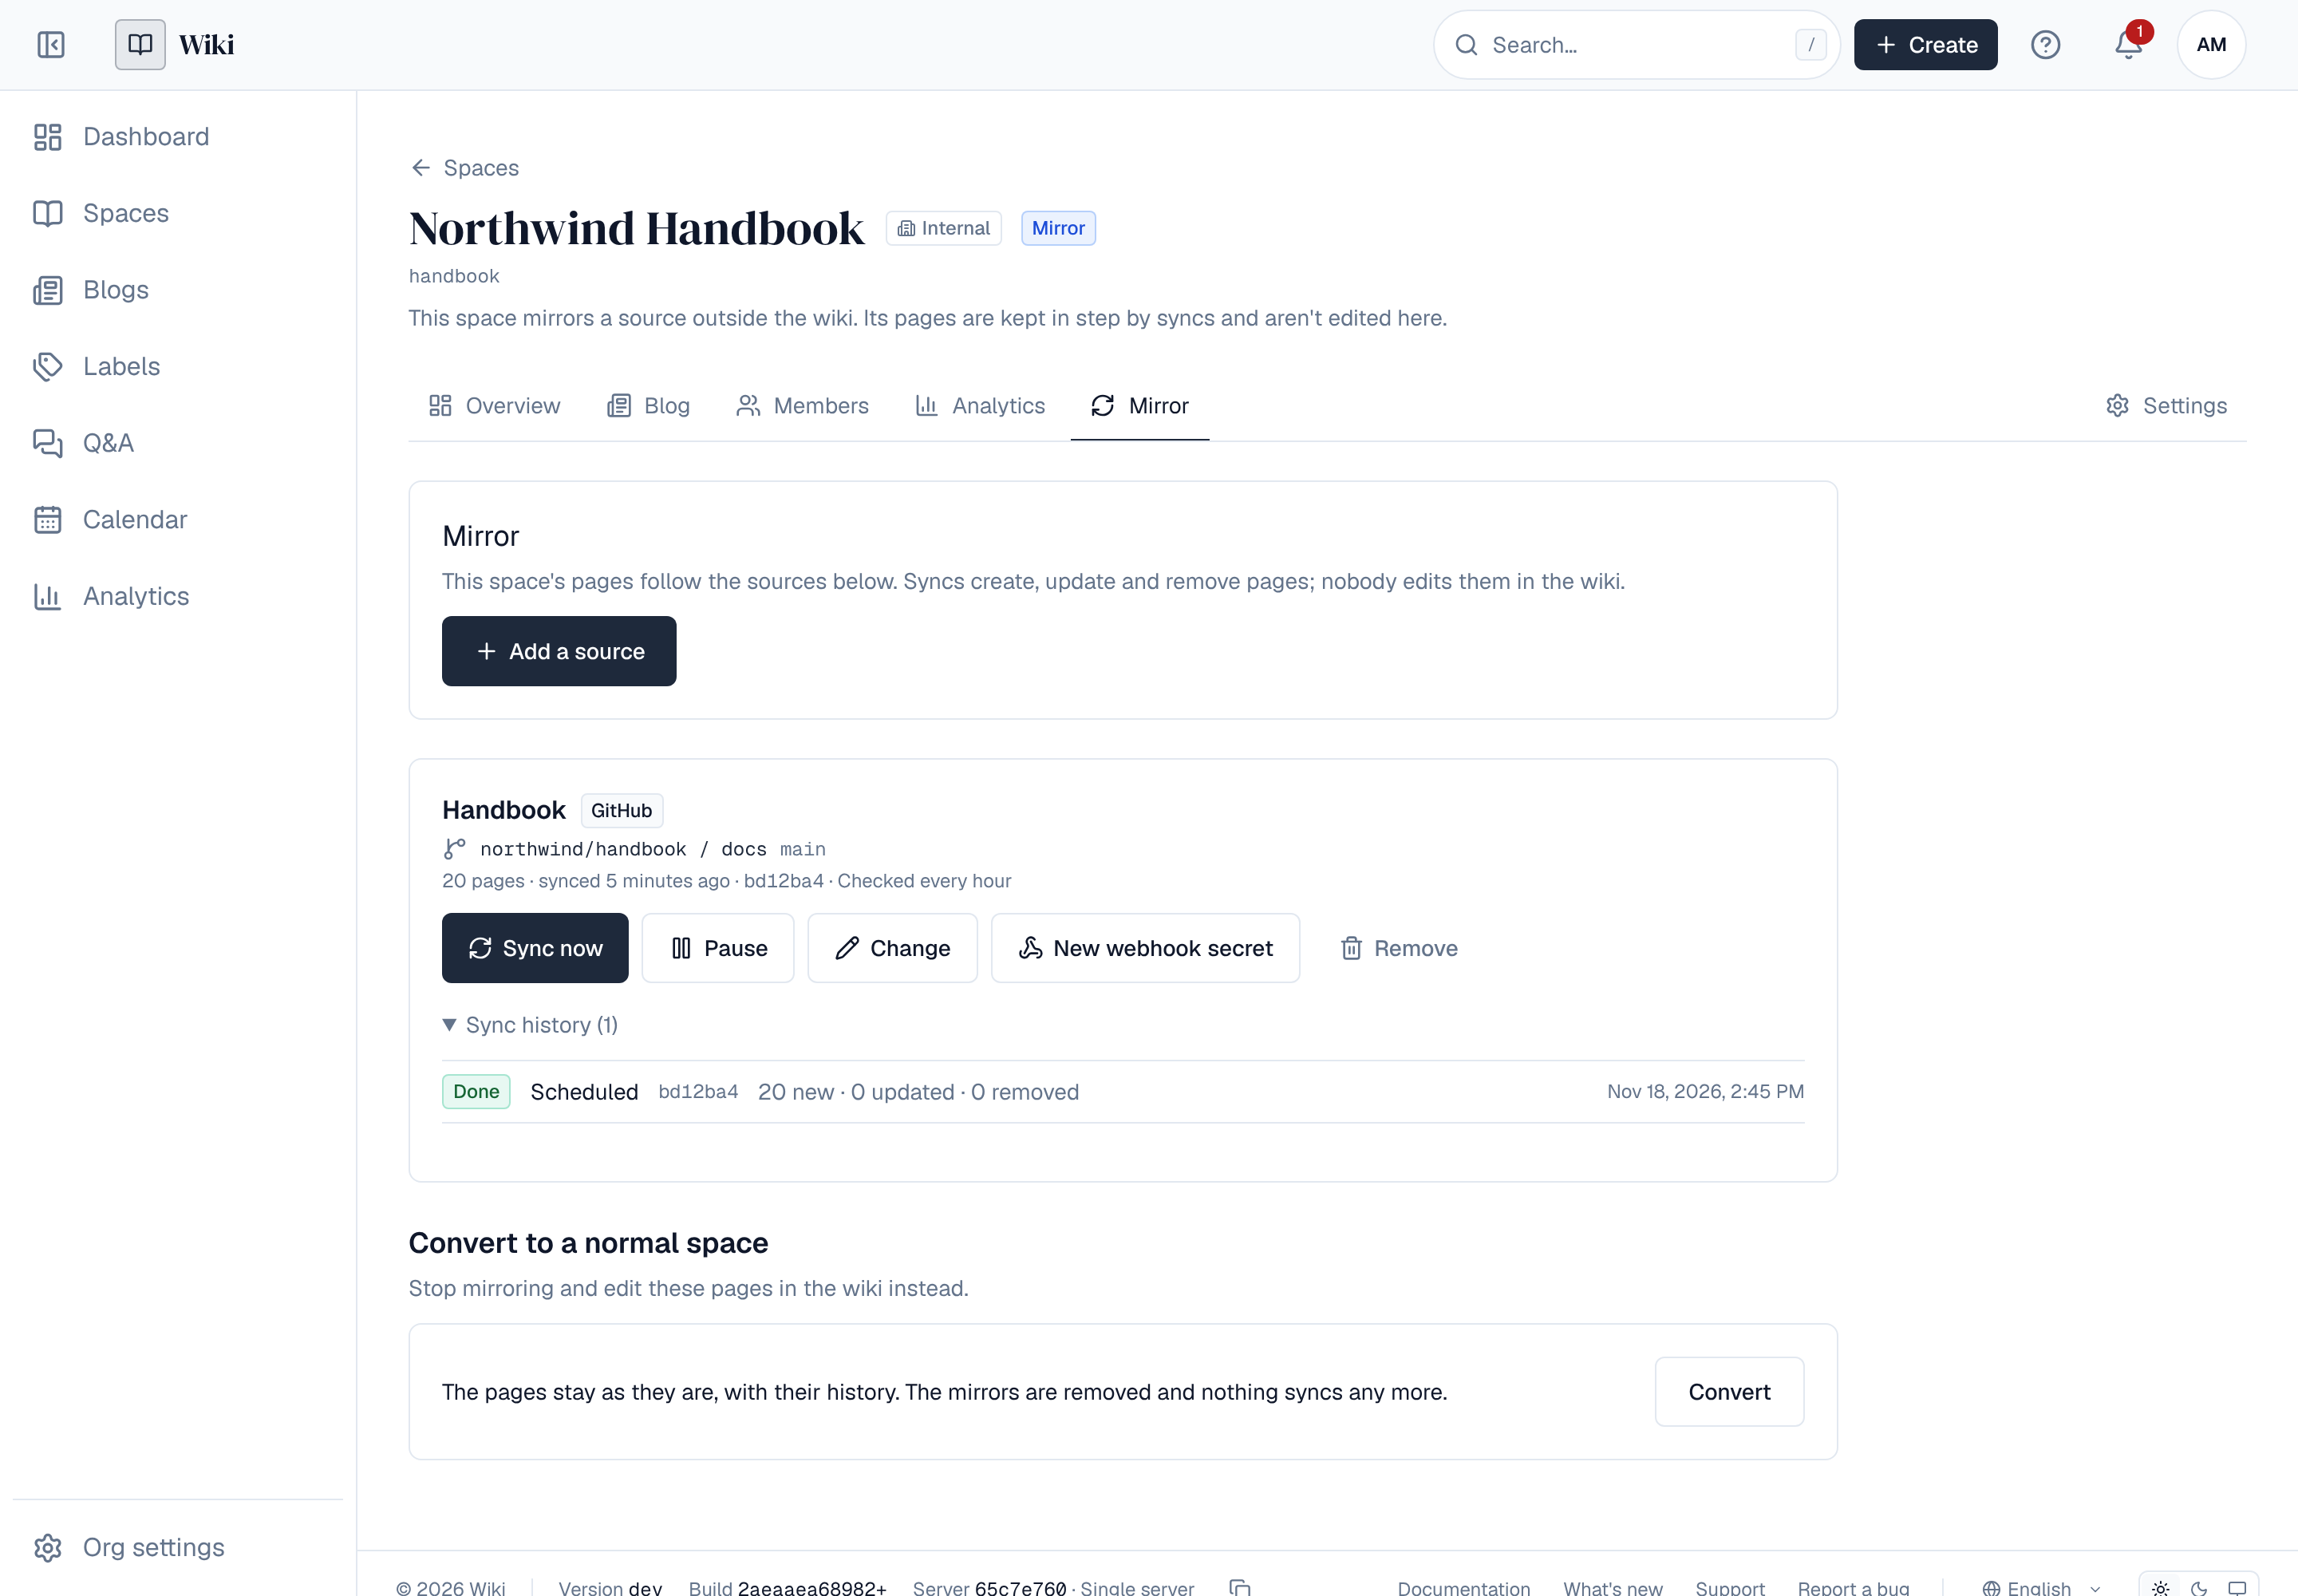 Wiki
Search...
/
Create
1
AM
Dashboard
Spaces
Blogs
Labels
Q&A
Calendar
Analytics
Org settings
Spaces
Northwind Handbook
Internal
Mirror
handbook
This space mirrors a source outside the wiki. Its pages are kept in step by syncs and aren't edited here.
Overview
Blog
Members
Analytics
Mirror
Settings
Mirror
This space's pages follow the sources below. Syncs create, update and remove pages; nobody edits them in the wiki.
Add a source
Handbook GitHub
northwind/handbook / docs main
20 pages · synced 5 minutes ago · bd12ba4 · Checked every hour
Sync now
Pause
Change
New webhook secret
Remove
Sync history (1)
Done Scheduled bd12ba4 20 new · 0 updated · 0 removed Nov 18, 2026, 2:45 PM
Convert to a normal space
Stop mirroring and edit these pages in the wiki instead.
The pages stay as they are, with their history. The mirrors are removed and nothing syncs any more.
Convert
© 2026 Wiki
Version dev
Build 2aeaaea68982+
Server 65c7e760 · Single server
Documentation
What's new
Support
Report a bug
English